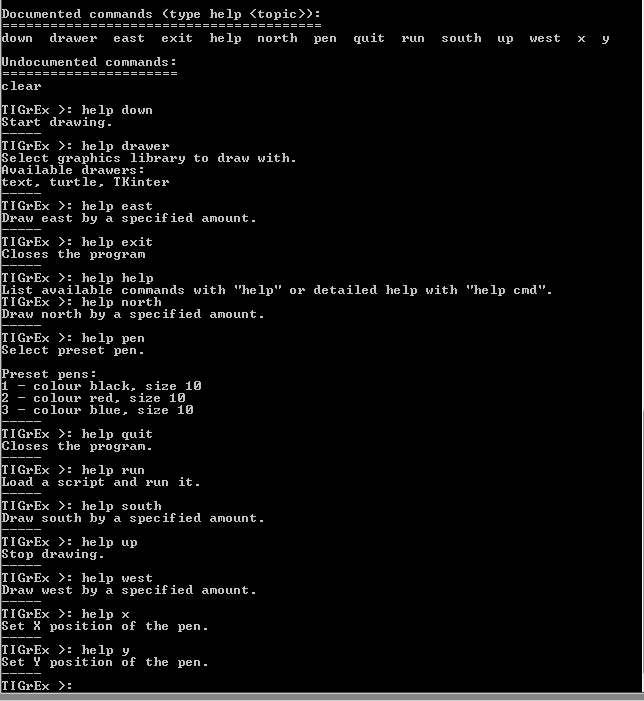 Documented commands (type help <topic>):
========================================
down  drawer  east  exit  help  north  pen  quit  run  south  up  west  x  y
Undocumented commands:
======================
clear
TIGrEx >: help down
Start drawing.
-----
TIGrEx >: help drawer
Select graphics library to draw with.
Available drawers:
text, turtle, TKinter
-----
TIGrEx >: help east
Draw east by a specified amount.
-----
TIGrEx >: help exit
Closes the program
-----
TIGrEx >: help help
List available commands with "help" or detailed help with "help cmd".
TIGrEx >: help north
Draw north by a specified amount.
-----
TIGrEx >: help pen
Select preset pen.
Preset pens:
1 - colour black, size 10
2 - colour red, size 10
3 - colour blue, size 10
-----
TIGrEx >: help quit
Closes the program.
-----
TIGrEx >: help run
Load a script and run it.
-----
TIGrEx >: help south
Draw south by a specified amount.
-----
TIGrEx >: help up
Stop drawing.
-----
TIGrEx >: help west
Draw west by a specified amount.
-----
TIGrEx >: help x
Set X position of the pen.
-----
TIGrEx >: help y
Set Y position of the pen.
-----
TIGrEx >: